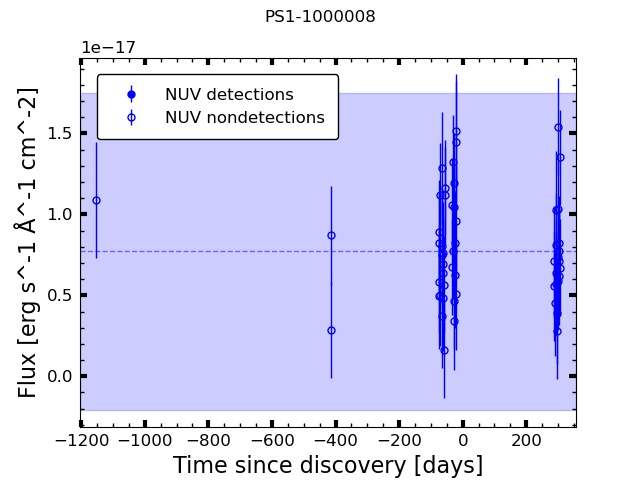 PS1-1000008
1e−17
NUV detections
NUV nondetections
1.5
1.0
0.5
0.0
Flux [erg s^-1 Å^-1 cm^-2]
−1200 −1000 −800 −600 −400 −200 0 200
Time since discovery [days]